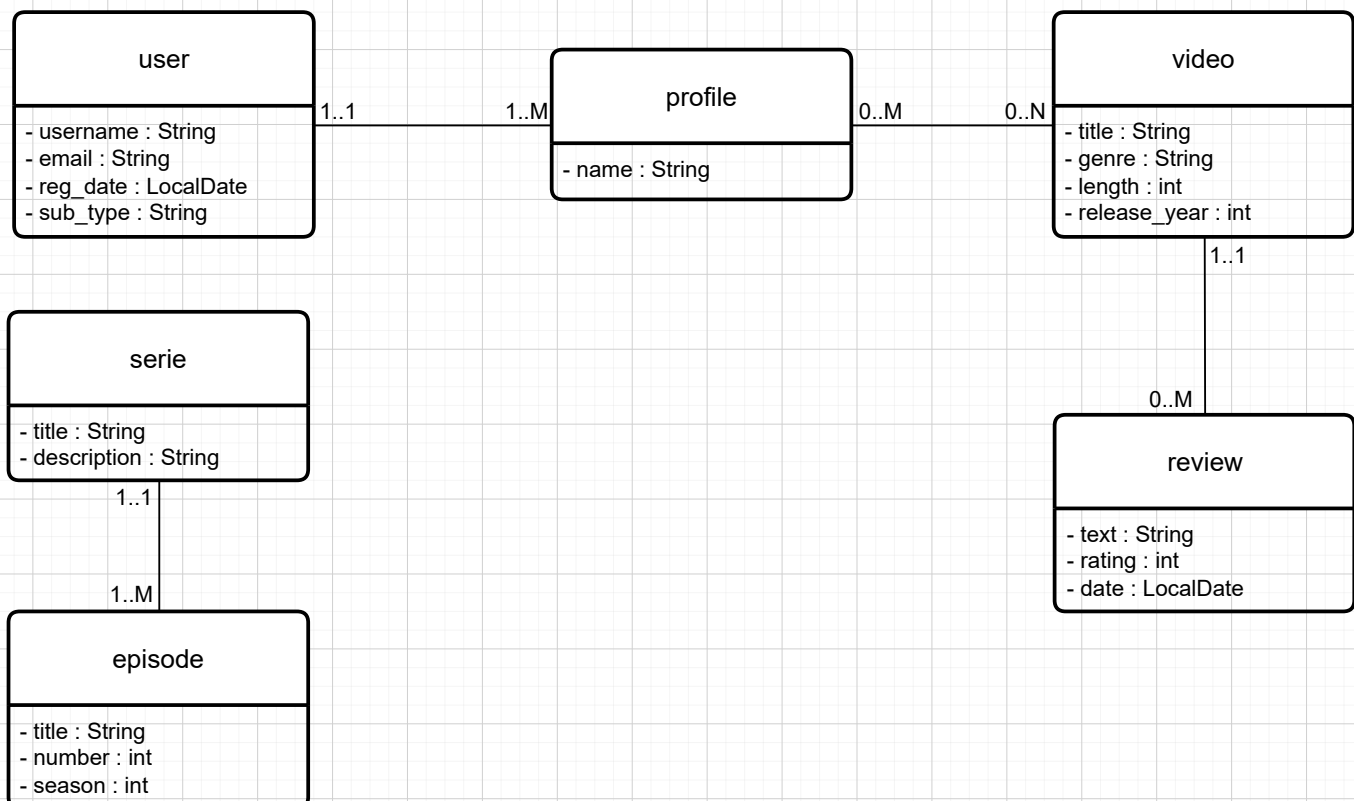 user
- username : String
- email : String
- reg_date : LocalDate
- sub_type : String
1..1
1..M
profile
- name : String
0..M
0..N
video
- title : String
- genre : String
- length : int
- release_year : int
1..1
0..M
review
- text : String
- rating : int
- date : LocalDate
serie
- title : String
- description : String
1..1
1..M
episode
- title : String
- number : int
- season : int